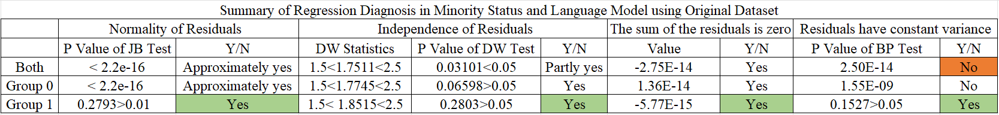 Summary of Regression Diagnosis in Minority Status and Language Model using Original Dataset
Normality of Residuals Independence of Residuals The sum of the residuals is zero Residuals have constant variance
P Value of JB Test Y/N DW Statistics P Value of DW Test Y/N Value Y/N P Value of BP Test Y/N
Both < 2.2e-16 Approximately yes 1.5<1.7511<2.5 0.03101<0.05 Partly yes -2.75E-14 Yes 2.50E-14 No
Group 0 < 2.2e-16 Approximately yes 1.5<1.7745<2.5 0.06598>0.05 Yes 1.36E-14 Yes 1.55E-09 No
Group 1 0.2793>0.01 Yes 1.5< 1.8515<2.5 0.2803>0.05 Yes -5.77E-15 Yes 0.1527>0.05 Yes